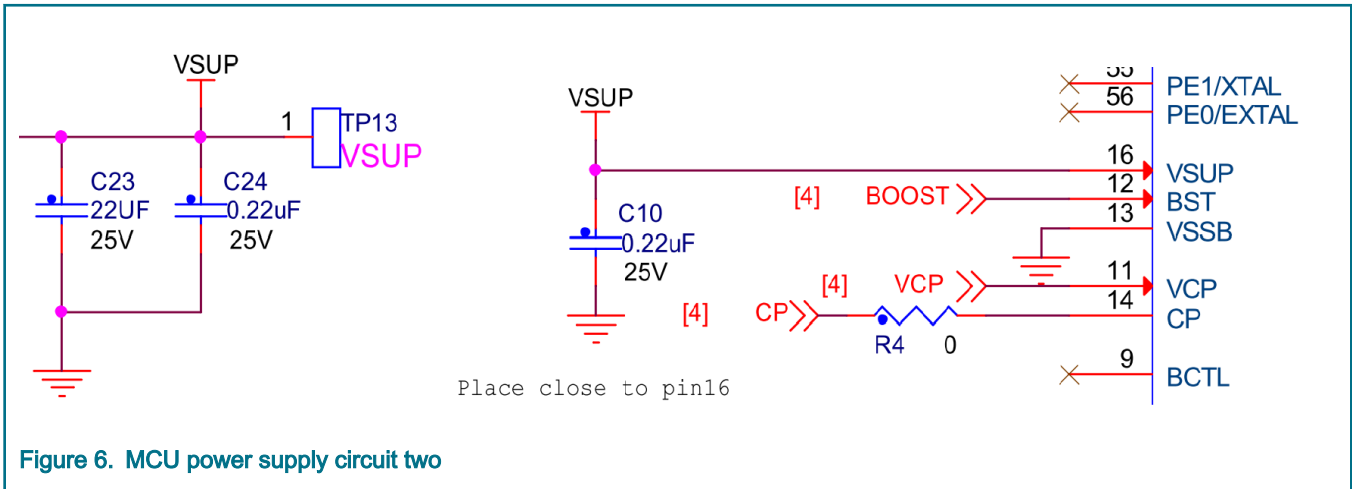 VSUP
1
TP13
VSUP
C23
22UF
25V
C24
0.22uF
25V
VSUP
C10
0.22uF
25V
Place close to pin16
[4] BOOST
[4] VCP
[4] CP
R4 0
PE1/XTAL
56 PE0/EXTAL
16 VSUP
12 BST
13 VSSB
11 VCP
14 CP
9 BCTL
Figure 6. MCU power supply circuit two